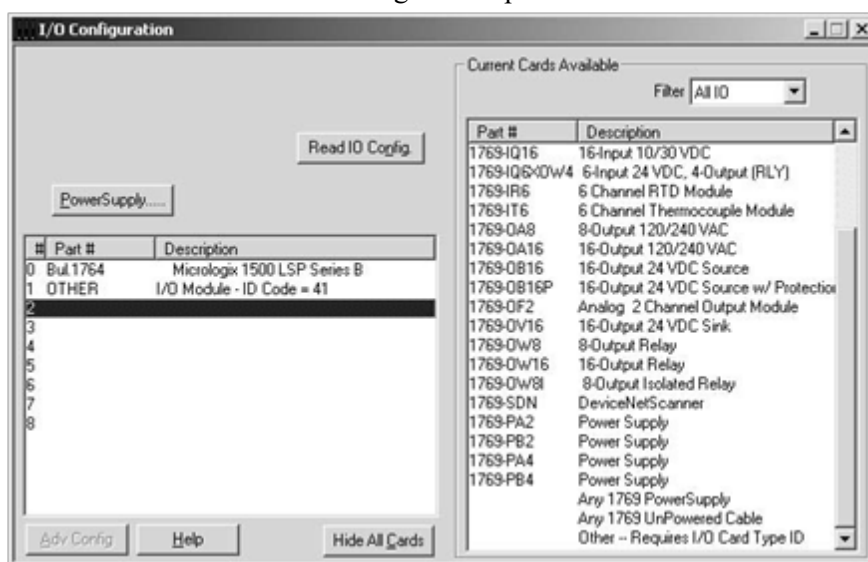 I/O Configuration
Current Cards Available
Filter All IO
Read IO Config.
PowerSupply.....
# Part # Description
0 Bul.1764 Micrologix 1500 LSP Series B
1 OTHER I/O Module - ID Code = 41
2
3
4
5
6
7
8
Adv Config Help Hide All Cards
Part # Description
1769-IQ16 16-Input 10/30 VDC
1769-IQ6XOW4 6-Input 24 VDC, 4-Output (RLY)
1769-IR6 6 Channel RTD Module
1769-IT6 6 Channel Thermocouple Module
1769-OA8 8-Output 120/240 VAC
1769-OA16 16-Output 120/240 VAC
1769-OB16 16-Output 24 VDC Source
1769-OB16P 16-Output 24 VDC Source w/ Protection
1769-OF2 Analog 2 Channel Output Module
1769-OV16 16-Output 24 VDC Sink
1769-OW8 8-Output Relay
1769-OW16 16-Output Relay
1769-OW8I 8-Output Isolated Relay
1769-SDN DeviceNetScanner
1769-PA2 Power Supply
1769-PB2 Power Supply
1769-PA4 Power Supply
1769-PB4 Power Supply
Any 1769 PowerSupply
Any 1769 UnPowered Cable
Other -- Requires I/O Card Type ID